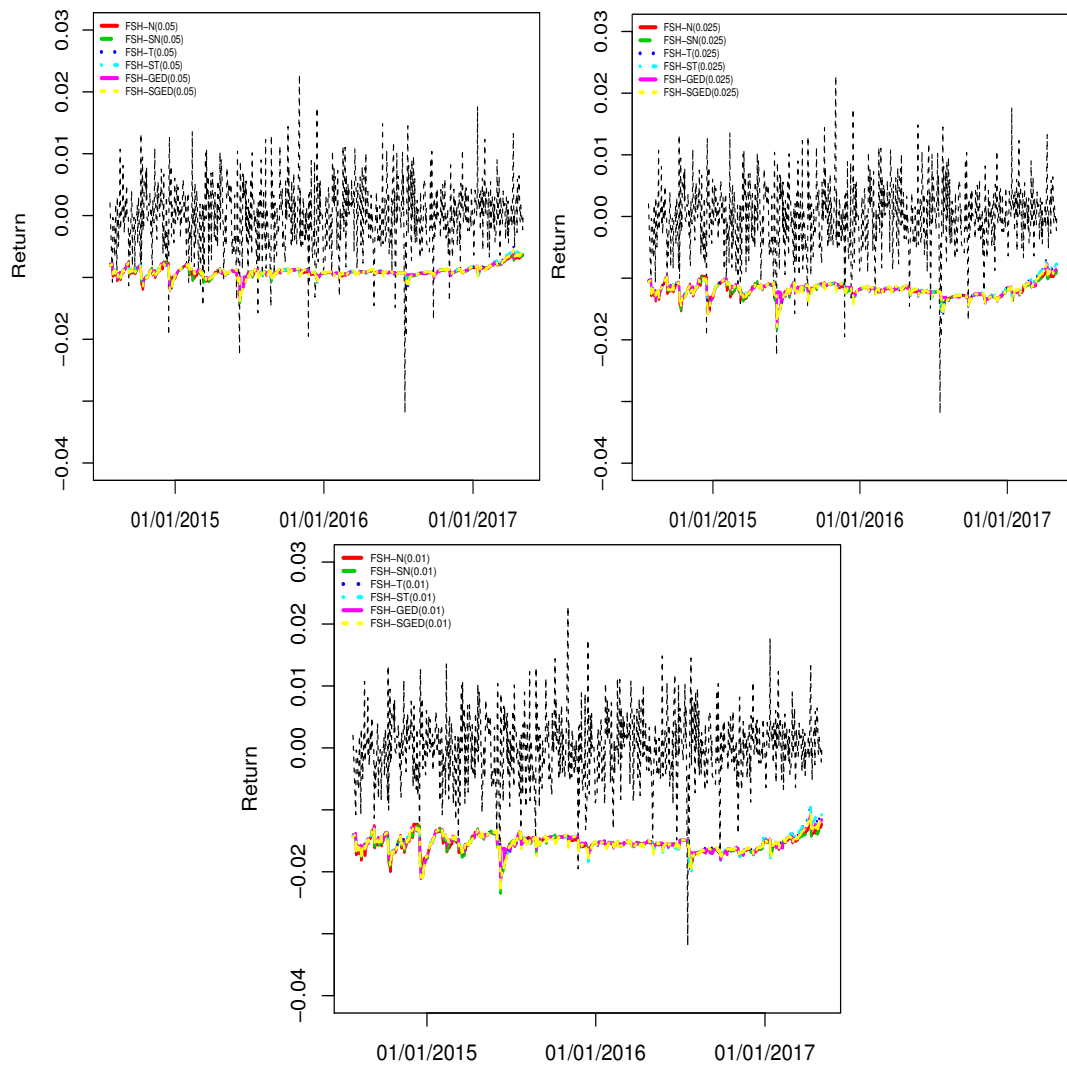 FSH−N(0.05)
FSH−SN(0.05)
FSH−T(0.05)
FSH−ST(0.05)
FSH−GED(0.05)
FSH−SGED(0.05)
0.03
0.02
0.01
0.00
−0.02
−0.04
Return
01/01/2015
01/01/2016
01/01/2017
FSH−N(0.025)
FSH−SN(0.025)
FSH−T(0.025)
FSH−ST(0.025)
FSH−GED(0.025)
FSH−SGED(0.025)
0.03
0.02
0.01
0.00
−0.02
−0.04
Return
01/01/2015
01/01/2016
01/01/2017
FSH−N(0.01)
FSH−SN(0.01)
FSH−T(0.01)
FSH−ST(0.01)
FSH−GED(0.01)
FSH−SGED(0.01)
0.03
0.02
0.01
0.00
−0.02
−0.04
Return
01/01/2015
01/01/2016
01/01/2017